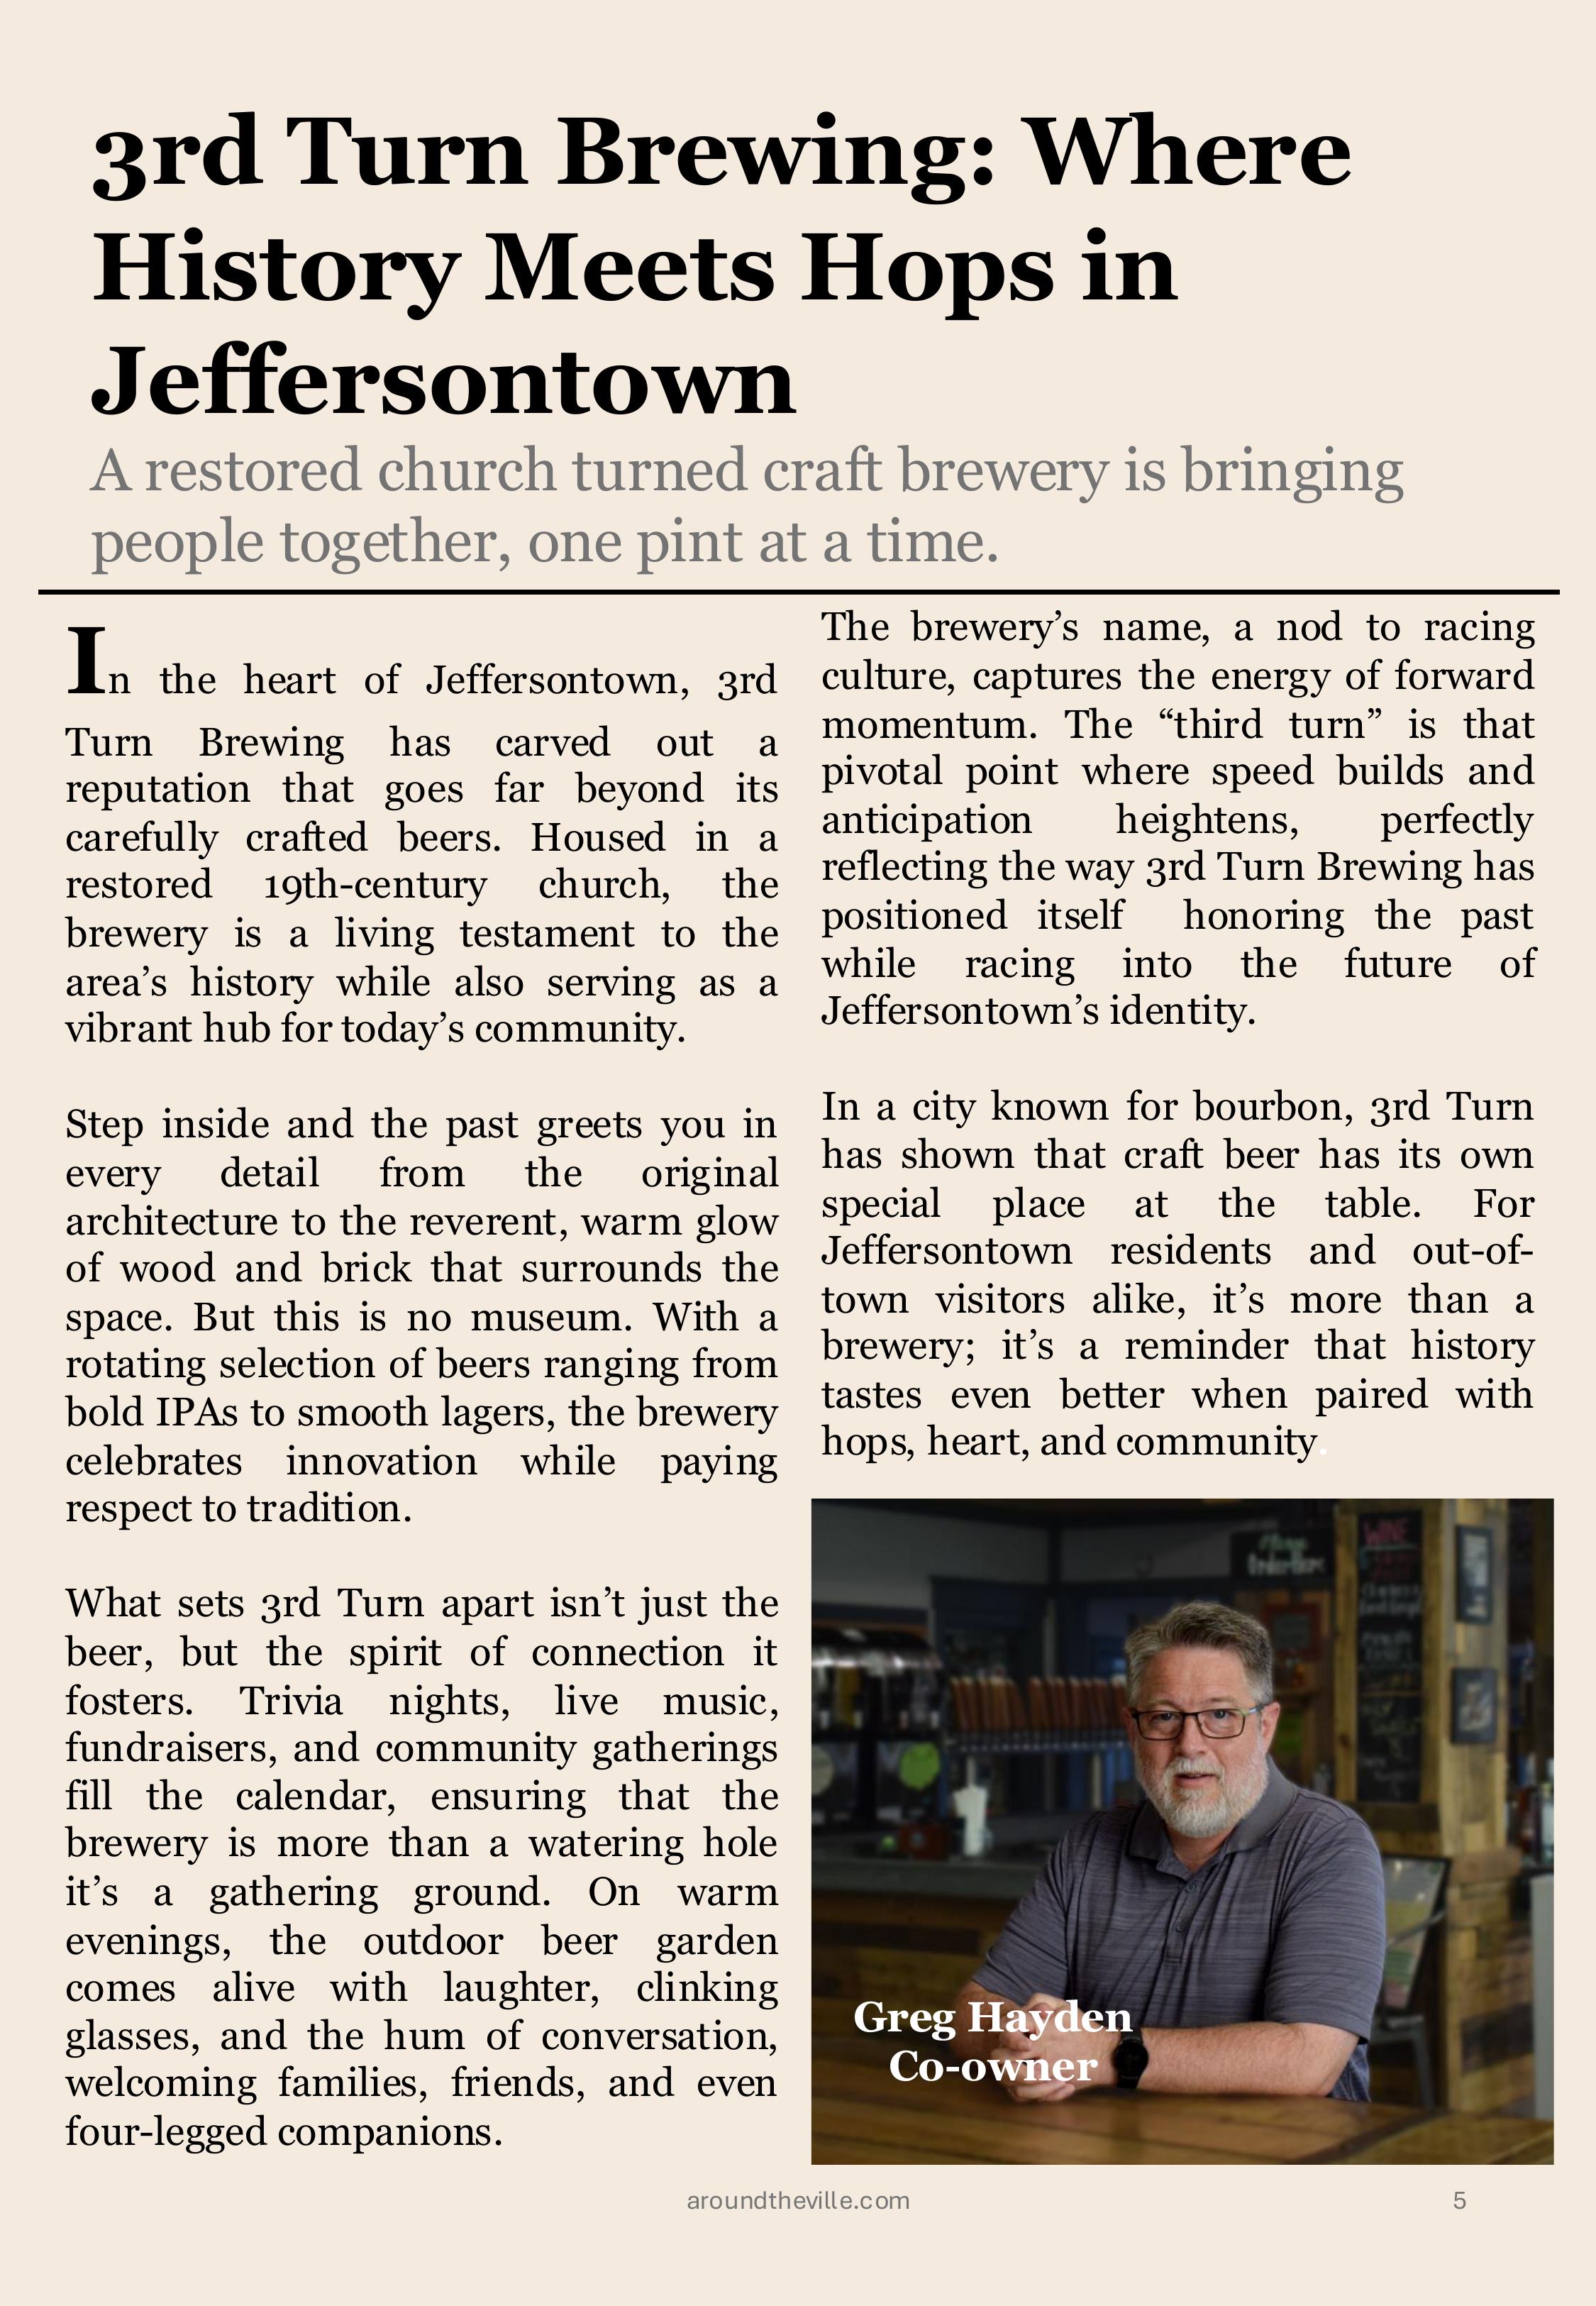 3rd Turn Brewing: Where
History Meets Hops in
Jeffersontown
A restored church turned craft brewery is bringing
people together, one pint at a time.
In the heart of Jeffersontown, 3rd
Turn Brewing has carved out a
reputation that goes far beyond its
carefully crafted beers. Housed in a
restored 19th-century church, the
brewery is a living testament to the
area’s history while also serving as a
vibrant hub for today’s community.
Step inside and the past greets you in
every detail from the original
architecture to the reverent, warm glow
of wood and brick that surrounds the
space. But this is no museum. With a
rotating selection of beers ranging from
bold IPAs to smooth lagers, the brewery
celebrates innovation while paying
respect to tradition.
What sets 3rd Turn apart isn’t just the
beer, but the spirit of connection it
fosters. Trivia nights, live music,
fundraisers, and community gatherings
fill the calendar, ensuring that the
brewery is more than a watering hole
it’s a gathering ground. On warm
evenings, the outdoor beer garden
comes alive with laughter, clinking
glasses, and the hum of conversation,
welcoming families, friends, and even
four-legged companions.
The brewery’s name, a nod to racing
culture, captures the energy of forward
momentum. The “third turn” is that
pivotal point where speed builds and
anticipation heightens, perfectly
reflecting the way 3rd Turn Brewing has
positioned itself honoring the past
while racing into the future of
Jeffersontown’s identity.
In a city known for bourbon, 3rd Turn
has shown that craft beer has its own
special place at the table. For
Jeffersontown residents and out-of-
town visitors alike, it’s more than a
brewery; it’s a reminder that history
tastes even better when paired with
hops, heart, and community.
WINE
Greg Hayden
Co-owner
aroundtheville.com
5